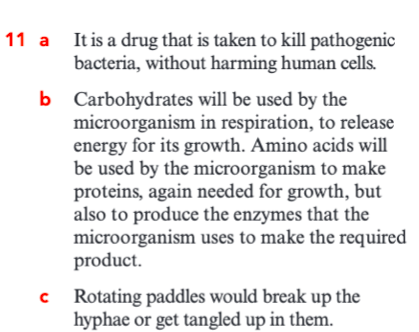 11 a It is a drug that is taken to kill pathogenic
bacteria, without harming human cells.
b Carbohydrates will be used by the
microorganism in respiration, to release
energy for its growth. Amino acids will
be used by the microorganism to make
proteins, again needed for growth, but
also to produce the enzymes that the
microorganism uses to make the required
product.
c Rotating paddles would break up the
hyphae or get tangled up in them.